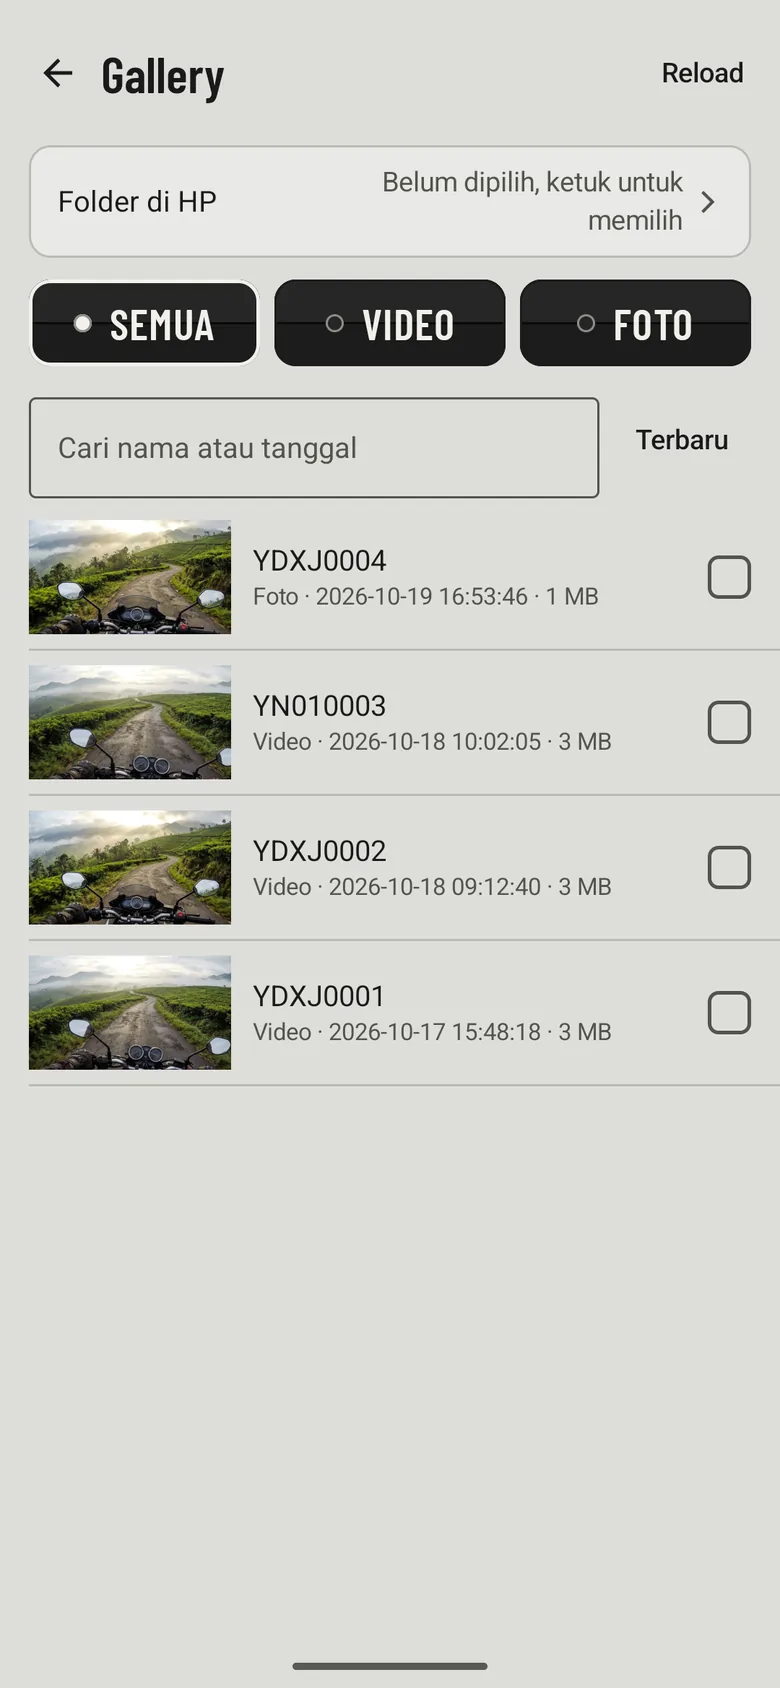 Gallery
Reload
Folder di HP
Belum dipilih, ketuk untuk
memilih
SEMUA
VIDEO
FOTO
Cari nama atau tanggal
Terbaru
YDXJ0004
Foto · 2026-10-19 16:53:46 · 1 MB
YN010003
Video · 2026-10-18 10:02:05 · 3 MB
YDXJ0002
Video · 2026-10-18 09:12:40 · 3 MB
YDXJ0001
Video · 2026-10-17 15:48:18 · 3 MB